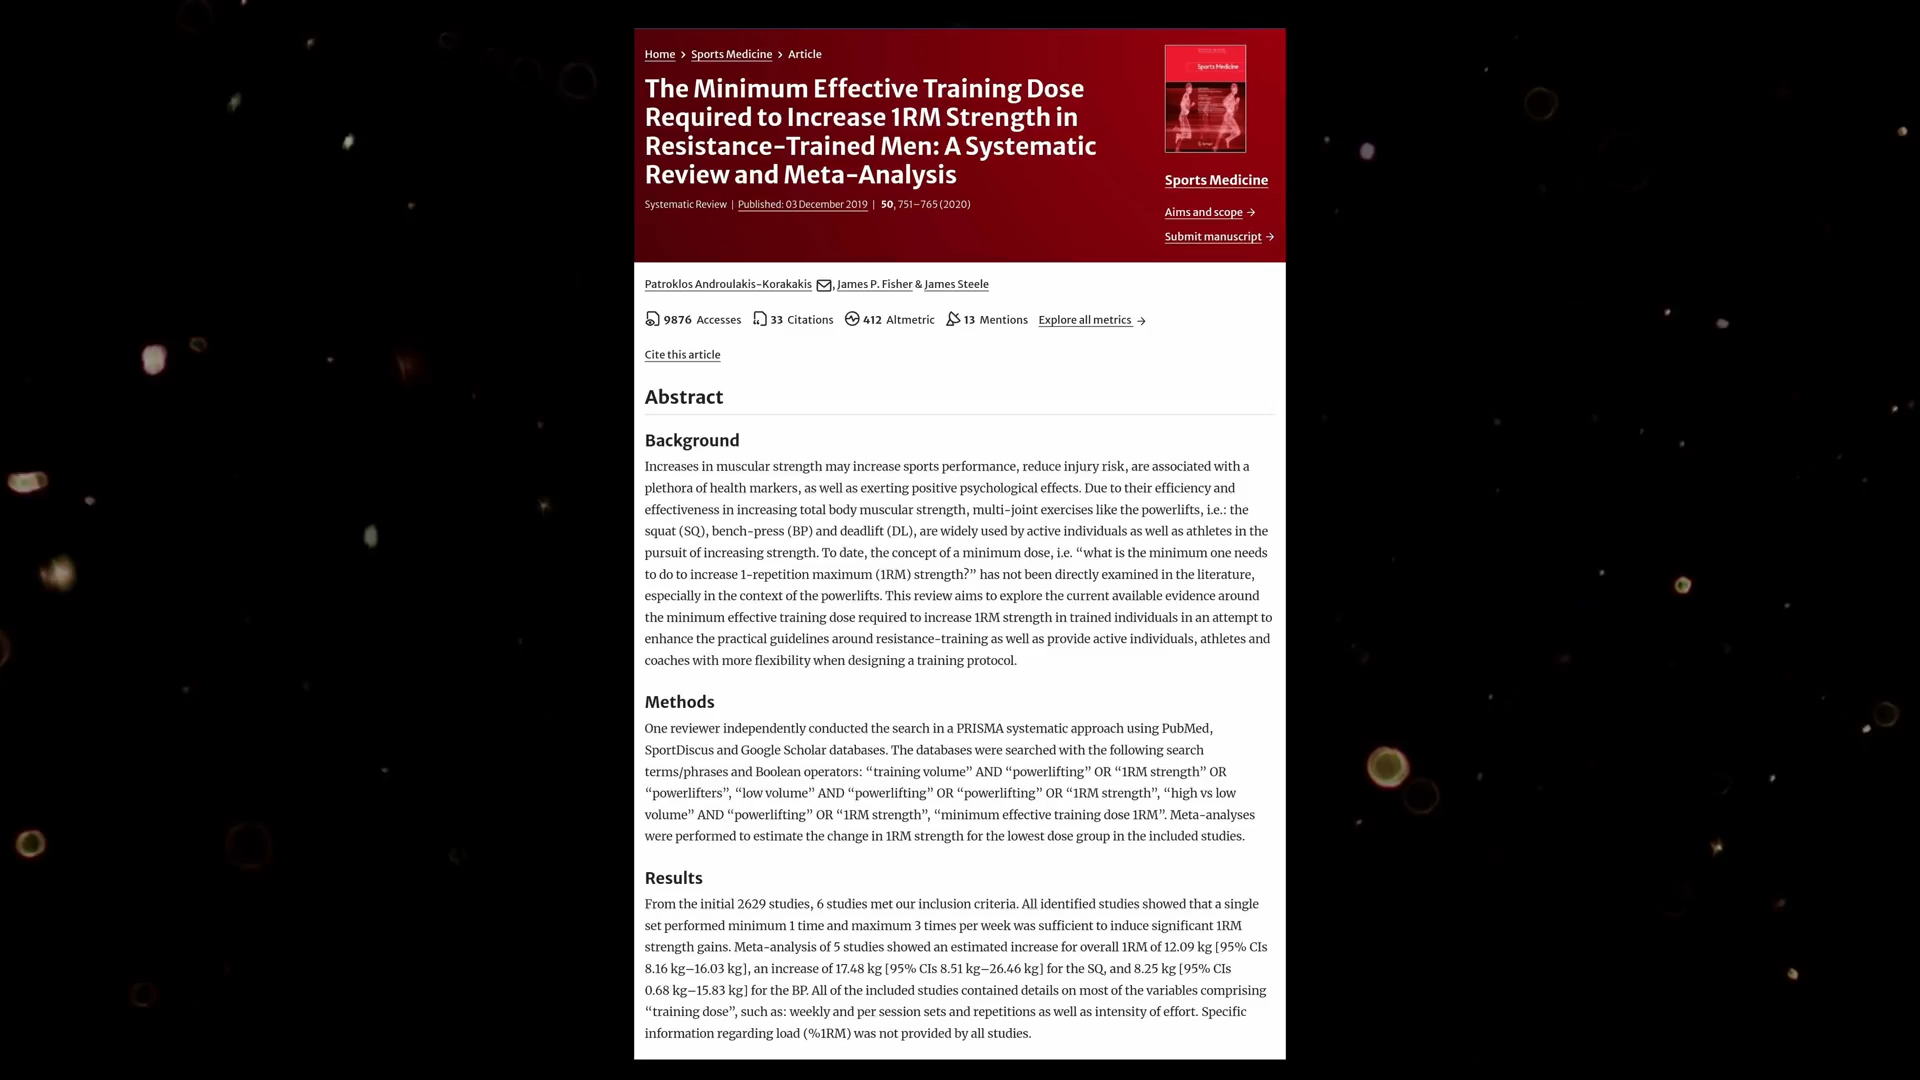 Home > Sports Medicine > Article
The Minimum Effective Training Dose
Required to Increase 1RM Strength in
Resistance-Trained Men: A Systematic
Review and Meta-Analysis
Systematic Review | Published: 03 December 2019 | 50, 751–765 (2020)
Sports Medicine
Sports Medicine
Aims and scope →
Submit manuscript →
Patroklos Androulakis-Korakakis, James P. Fisher & James Steele
9876 Accesses 33 Citations 412 Altmetric 13 Mentions Explore all metrics →
Cite this article
Abstract
Background
Increases in muscular strength may increase sports performance, reduce injury risk, are associated with a
plethora of health markers, as well as exerting positive psychological effects. Due to their efficiency and
effectiveness in increasing total body muscular strength, multi-joint exercises like the powerlifts, i.e.: the
squat (SQ), bench-press (BP) and deadlift (DL), are widely used by active individuals as well as athletes in the
pursuit of increasing strength. To date, the concept of a minimum dose, i.e. “what is the minimum one needs
to do to increase 1-repetition maximum (1RM) strength?” has not been directly examined in the literature,
especially in the context of the powerlifts. This review aims to explore the current available evidence around
the minimum effective training dose required to increase 1RM strength in trained individuals in an attempt to
enhance the practical guidelines around resistance-training as well as provide active individuals, athletes and
coaches with more flexibility when designing a training protocol.
Methods
One reviewer independently conducted the search in a PRISMA systematic approach using PubMed,
SportDiscus and Google Scholar databases. The databases were searched with the following search
terms/phrases and Boolean operators: “training volume” AND “powerlifting” OR “1RM strength” OR
“powerlifters”, “low volume” AND “powerlifting” OR “powerlifting” OR “1RM strength”, “high vs low
volume” AND “powerlifting” OR “1RM strength”, “minimum effective training dose 1RM”. Meta-analyses
were performed to estimate the change in 1RM strength for the lowest dose group in the included studies.
Results
From the initial 2629 studies, 6 studies met our inclusion criteria. All identified studies showed that a single
set performed minimum 1 time and maximum 3 times per week was sufficient to induce significant 1RM
strength gains. Meta-analysis of 5 studies showed an estimated increase for overall 1RM of 12.09 kg [95% CIs
8.16 kg–16.03 kg], an increase of 17.48 kg [95% CIs 8.51 kg–26.46 kg] for the SQ, and 8.25 kg [95% CIs
0.68 kg–15.83 kg] for the BP. All of the included studies contained details on most of the variables comprising
“training dose”, such as: weekly and per session sets and repetitions as well as intensity of effort. Specific
information regarding load (%1RM) was not provided by all studies.